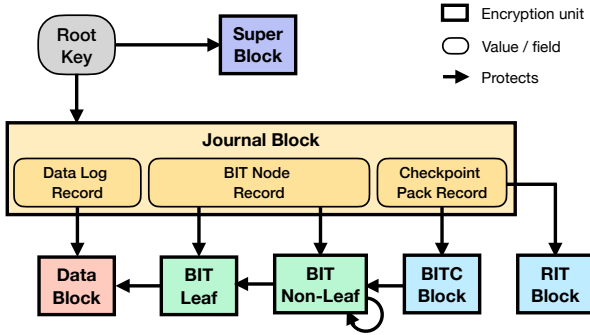 Root
Key
Super
Block
Encryption unit
Value / field
Protects
Journal Block
Data Log
Record
BIT Node
Record
Checkpoint
Pack Record
Data
Block
BIT
Leaf
BIT
Non-Leaf
BITC
Block
RIT
Block